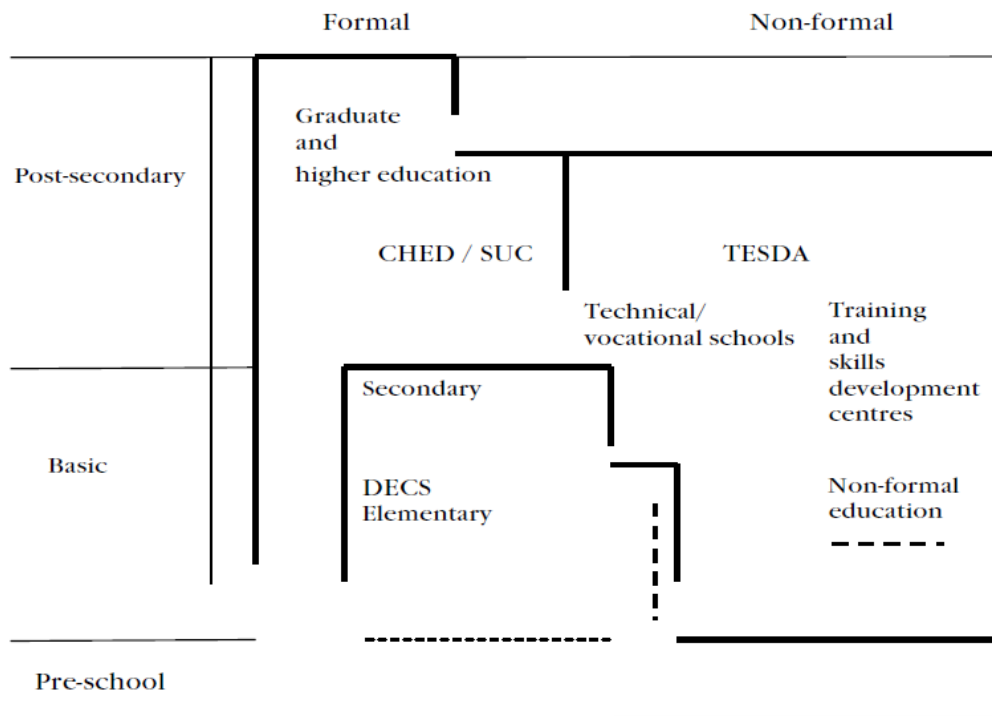 Formal
Non-formal
Graduate
and
higher education
Post-secondary
CHED / SUC
TESDA
Technical/
vocational schools
Training
and
skills
development
centres
Secondary
Basic
DECS
Elementary
Non-formal
education
Pre-school